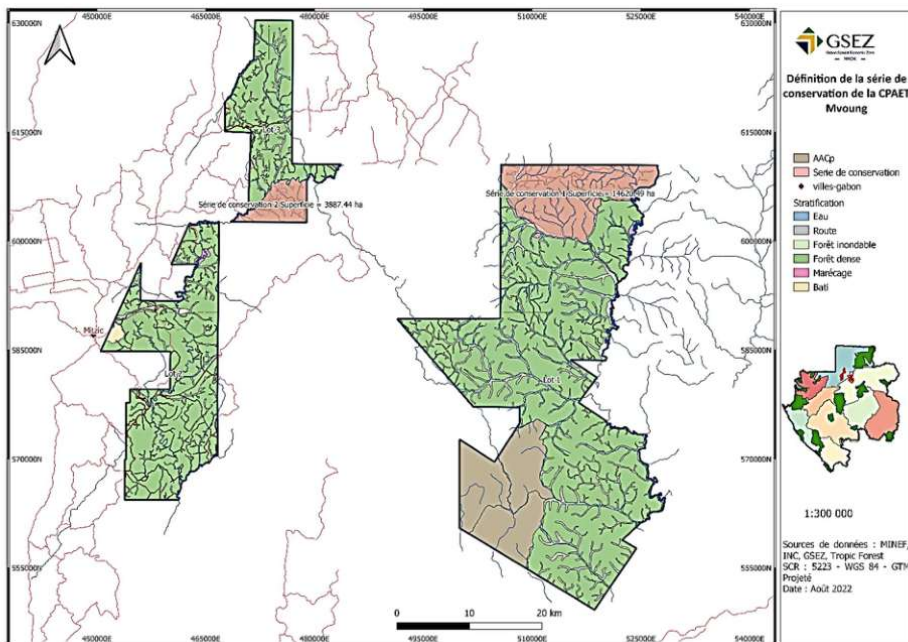 450000E 465000E 480000E 495000E 510000E 525000E 540000E
630000N 630000N
615000N 615000N
600000N 600000N
585000N 585000N
570000N 570000N
555000N 555000N
450000E 465000E 480000E 495000E 510000E 525000E 540000E
Lot 3
Série de conservation 2 Superficie = 3887.44 ha
Série de conservation 1 Superficie = 14620.49 ha
Mitzic
Lot 2
Lot 1
0 10 20 km
GSEZ
Définition de la série de
conservation de la CPAET
Mvoung
AACp
Serie de conservation
villes-gabon
Stratification
Eau
Route
Forêt inondable
Forêt dense
Marécage
Bati
1:300 000
Sources de données : MINEF,
INC, GSEZ, Tropic Forest
SCR : 5223 - WGS 84 - GTM
Projeté
Date : Août 2022